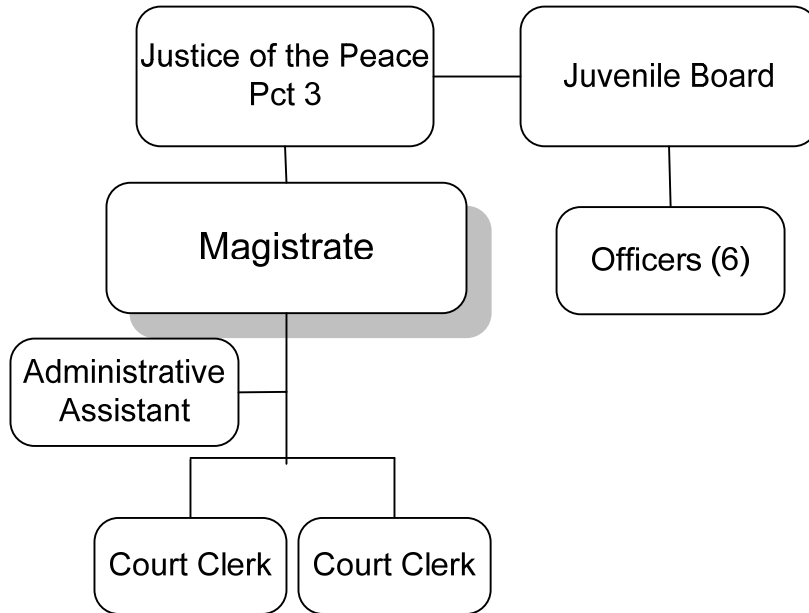 Justice of the Peace
Pct 3
Juvenile Board
Magistrate
Officers (6)
Administrative
Assistant
Court Clerk
Court Clerk